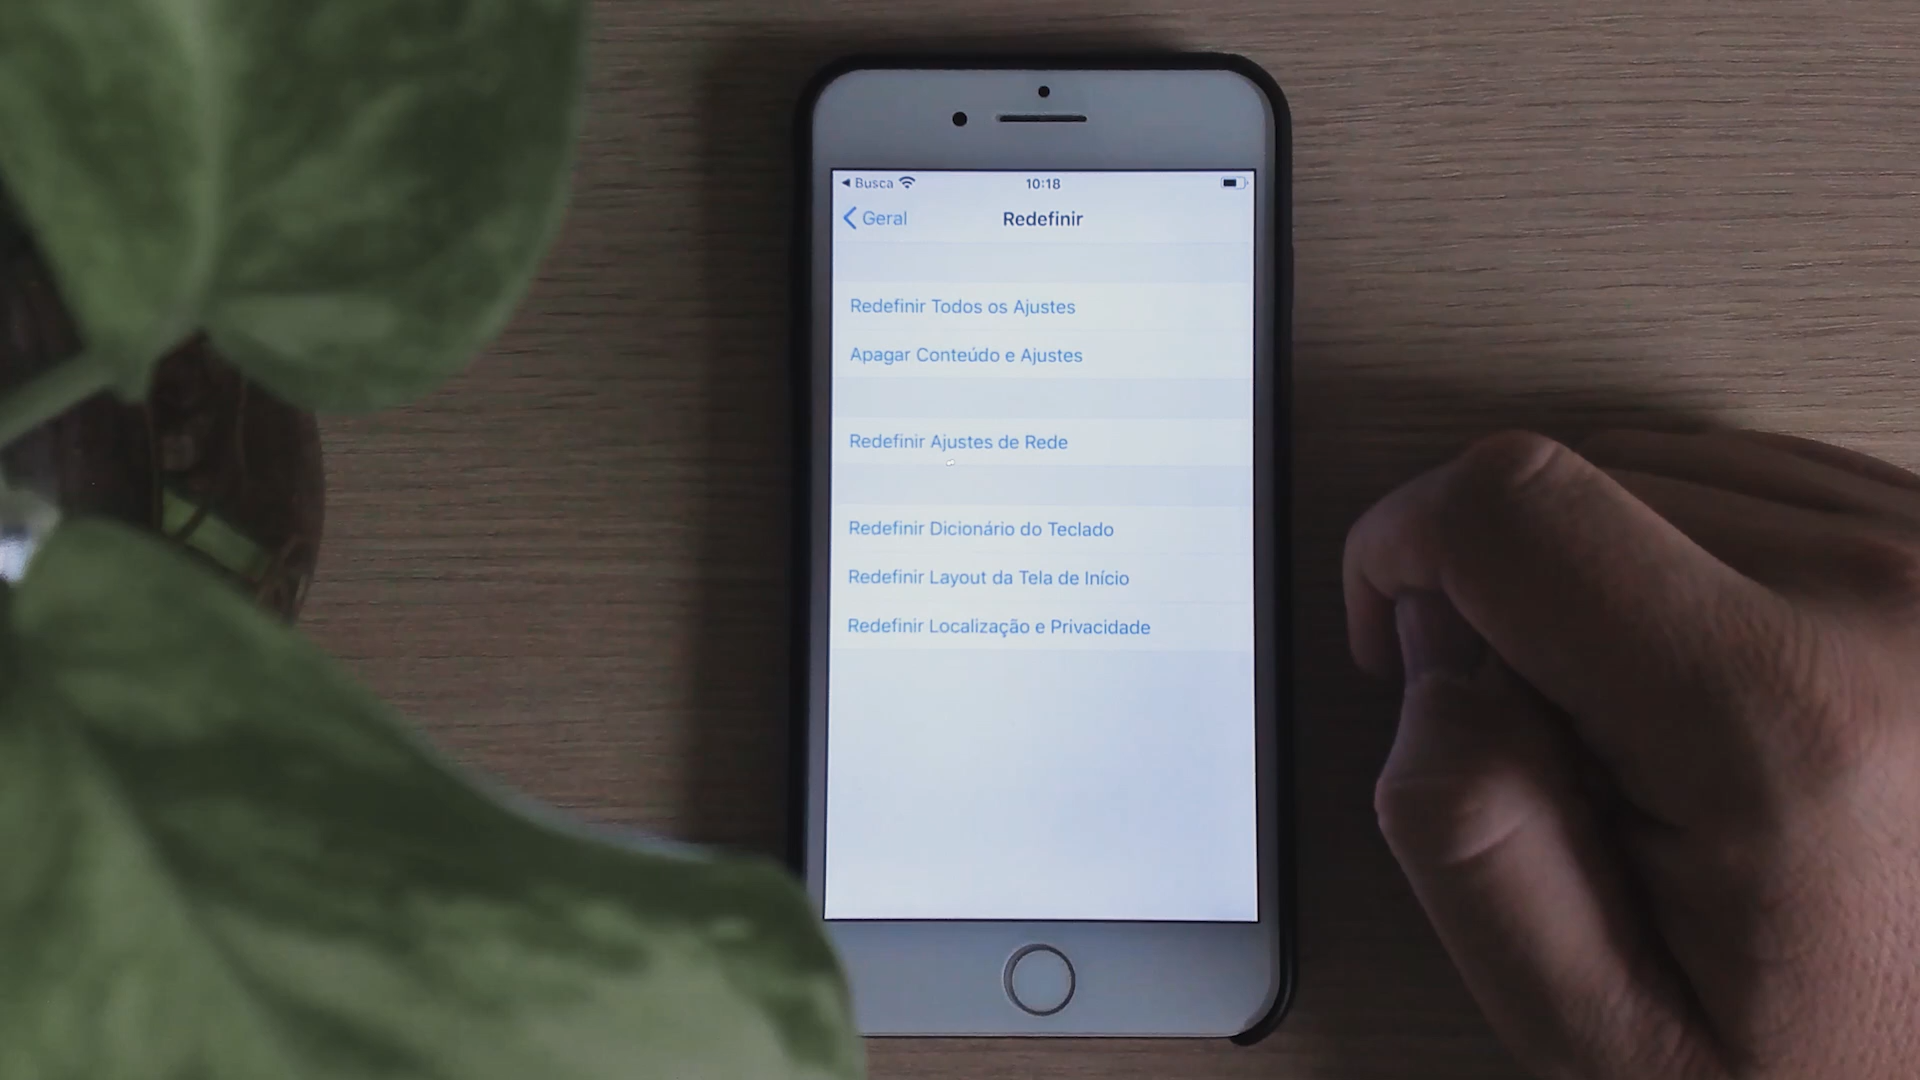 ◀ Busca
10:18
Geral
Redefinir
Redefinir Todos os Ajustes
Apagar Conteúdo e Ajustes
Redefinir Ajustes de Rede
Redefinir Dicionário do Teclado
Redefinir Layout da Tela de Início
Redefinir Localização e Privacidade